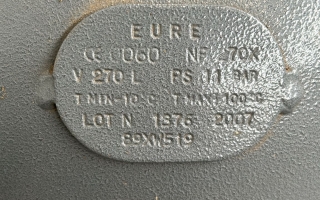 EURE
CE 0060 NF 70X
V 270 L PS 11 BAR
T MIN-10°C T MAX+100°C
LOT N 1376 2007
89XW519